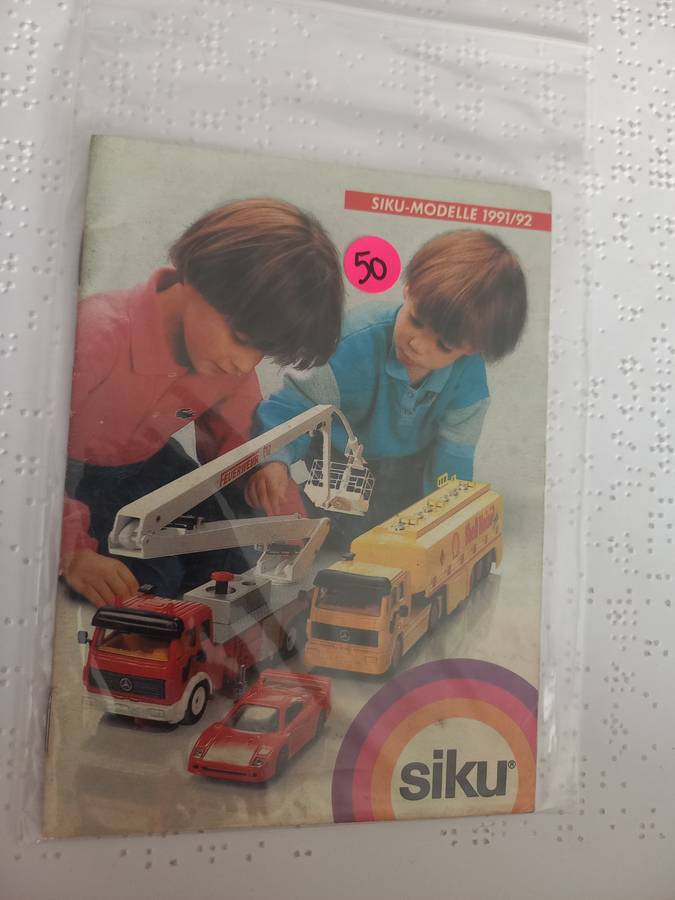 SIKU-MODELLE 1991/92
50
FEUERWEHR
siku®